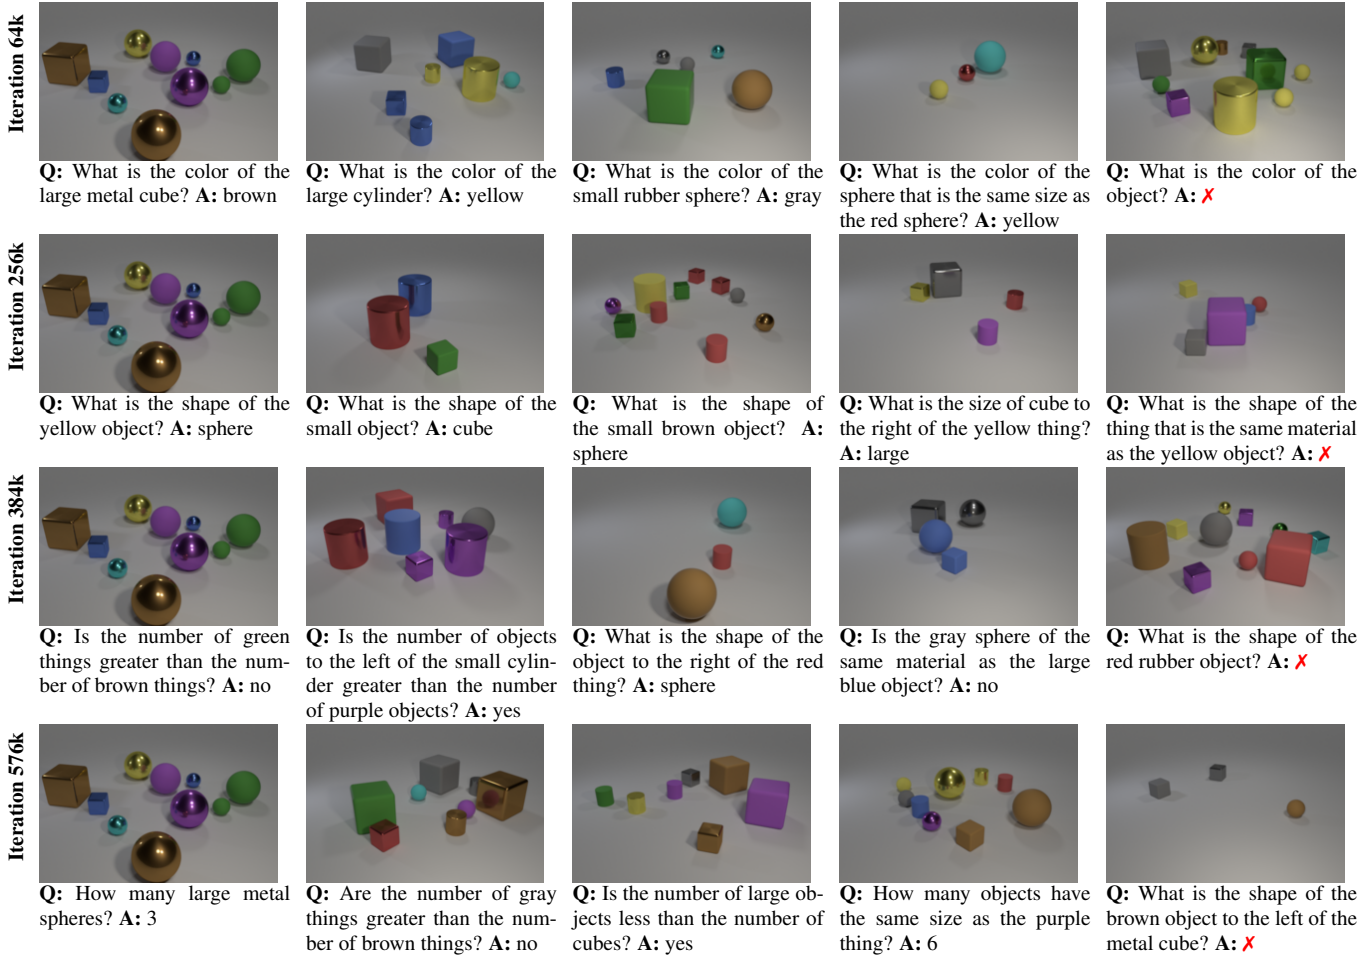 Iteration 64k
Q: What is the color of the
large metal cube? A: brown
Q: What is the color of the
large cylinder? A: yellow
Q: What is the color of the
small rubber sphere? A: gray
Q: What is the color of the
sphere that is the same size as
the red sphere? A: yellow
Q: What is the color of the
object? A: ✗
Iteration 256k
Q: What is the shape of the
yellow object? A: sphere
Q: What is the shape of the
small object? A: cube
Q: What is the shape of
the small brown object? A:
sphere
Q: What is the size of cube to
the right of the yellow thing?
A: large
Q: What is the shape of the
thing that is the same material
as the yellow object? A: ✗
Iteration 384k
Q: Is the number of green
things greater than the num-
ber of brown things? A: no
Q: Is the number of objects
to the left of the small cylin-
der greater than the number
of purple objects? A: yes
Q: What is the shape of the
object to the right of the red
thing? A: sphere
Q: Is the gray sphere of the
same material as the large
blue object? A: no
Q: What is the shape of the
red rubber object? A: ✗
Iteration 576k
Q: How many large metal
spheres? A: 3
Q: Are the number of gray
things greater than the num-
ber of brown things? A: no
Q: Is the number of large ob-
jects less than the number of
cubes? A: yes
Q: How many objects have
the same size as the purple
thing? A: 6
Q: What is the shape of the
brown object to the left of the
metal cube? A: ✗